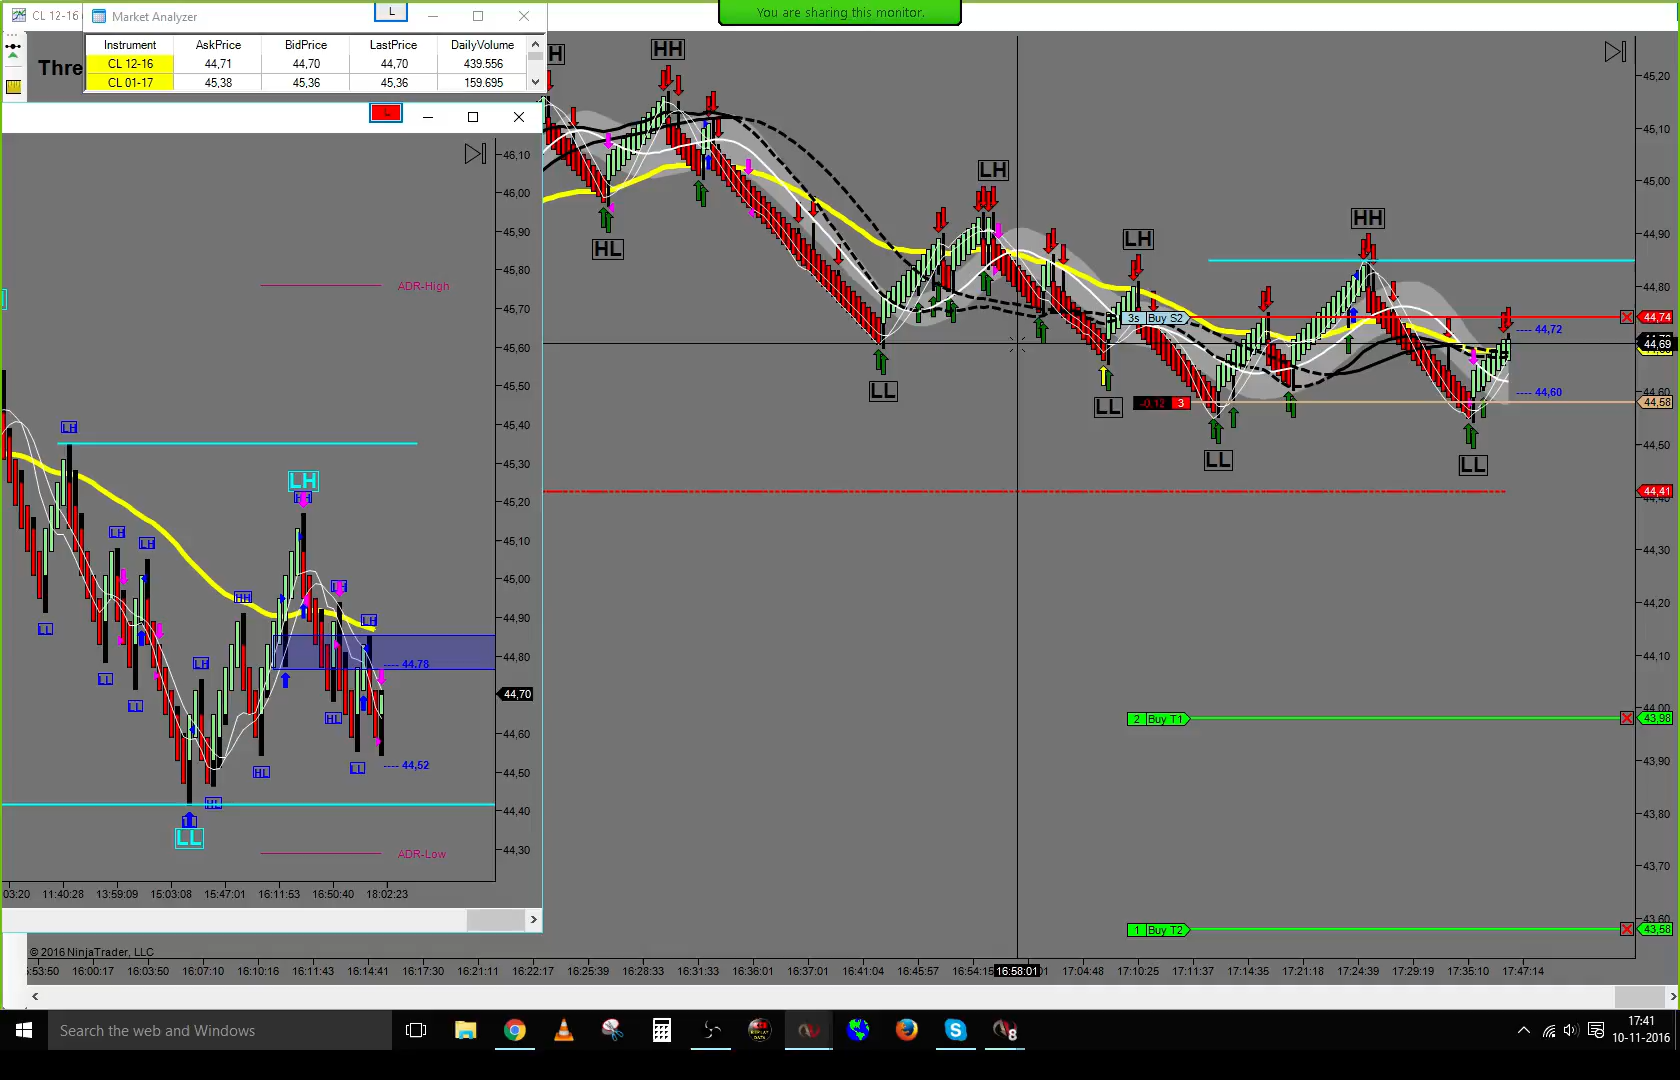 You are sharing this monitor.
CL 12-16
Market Analyzer
L
Instrument AskPrice BidPrice LastPrice DailyVolume
CL 12-16 44,71 44,70 44,70 439.556
CL 01-17 45,38 45,36 45,36 159.695
Thre
L
46,10
46,00
45,90
45,80
45,70
45,60
45,50
45,40
45,30
45,20
45,10
45,00
44,90
44,80
44,70
44,60
44,50
44,40
44,30
ADR-High
LH
LL
LH
LL
LH
LL
LH
LL
HL
HH
HL
LH
HH
HL
LH
LL
LH
---- 44.78
---- 44,52
LL
ADR-Low
03:20 11:40:28 13:59:09 15:03:08 15:47:01 16:11:53 16:50:40 18:02:23
H
HH
HL
LL
LH
LH
LL
LL
HH
LL
3s Buy S2
-0.12 3
---- 44,72
---- 44,60
2 Buy T1
1 Buy T2
45,20
45,10
45,00
44,90
44,80
44,74
44,69
44,58
44,50
44,41
44,30
44,20
44,10
44,00
43,98
43,90
43,80
43,70
43,60
43,58
© 2016 NinjaTrader, LLC
:53:50 16:00:17 16:03:50 16:07:10 16:10:16 16:11:43 16:14:41 16:17:30 16:21:11 16:22:17 16:25:39 16:28:33 16:31:33 16:36:01 16:37:01 16:41:04 16:45:57 16:54:15 16:58:01 17:04:48 17:10:25 17:11:37 17:14:35 17:21:18 17:24:39 17:29:19 17:35:10 17:47:14
Search the web and Windows
8
17:41
10-11-2016